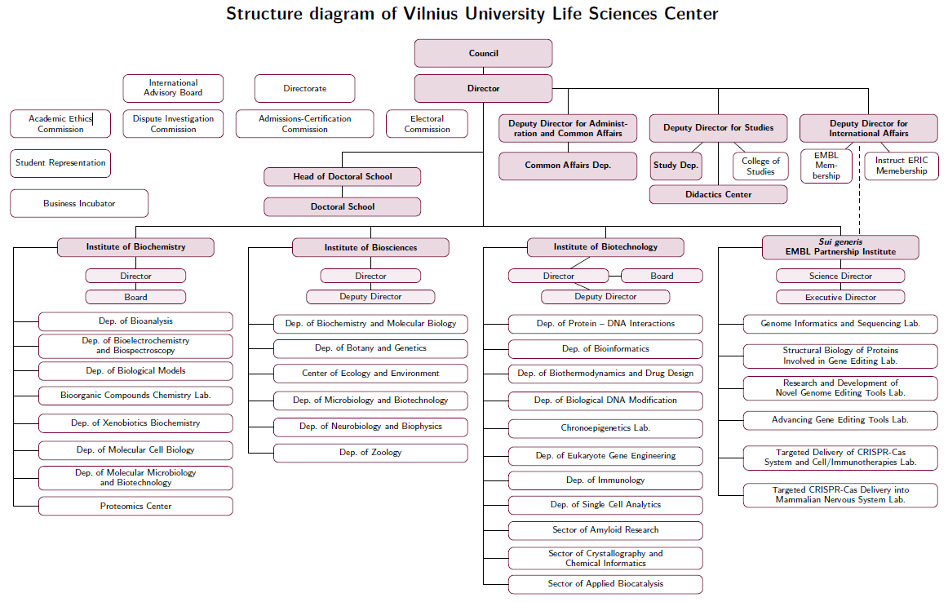 Structure diagram of Vilnius University Life Sciences Center
Council
Director
International
Advisory Board
Directorate
Academic Ethics
Commission
Dispute Investigation
Commission
Admissions-Certification
Commission
Electoral
Commission
Deputy Director for Administ-
ration and Common Affairs
Deputy Director for Studies
Deputy Director for
International Affairs
Student Representation
Common Affairs Dep.
Study Dep.
College of
Studies
EMBL
Mem-
bership
Instruct ERIC
Memebership
Head of Doctoral School
Didactics Center
Business Incubator
Doctoral School
Institute of Biochemistry
Director
Board
Dep. of Bioanalysis
Dep. of Bioelectrochemistry
and Biospectroscopy
Dep. of Biological Models
Bioorganic Compounds Chemistry Lab.
Dep. of Xenobiotics Biochemistry
Dep. of Molecular Cell Biology
Dep. of Molecular Microbiology
and Biotechnology
Proteomics Center
Institute of Biosciences
Director
Deputy Director
Dep. of Biochemistry and Molecular Biology
Dep. of Botany and Genetics
Center of Ecology and Environment
Dep. of Microbiology and Biotechnology
Dep. of Neurobiology and Biophysics
Dep. of Zoology
Institute of Biotechnology
Director
Board
Deputy Director
Dep. of Protein – DNA Interactions
Dep. of Bioinformatics
Dep. of Biothermodynamics and Drug Design
Dep. of Biological DNA Modification
Chronoepigenetics Lab.
Dep. of Eukaryote Gene Engineering
Dep. of Immunology
Dep. of Single Cell Analytics
Sector of Amyloid Research
Sector of Crystallography and
Chemical Informatics
Sector of Applied Biocatalysis
Sui generis
EMBL Partnership Institute
Science Director
Executive Director
Genome Informatics and Sequencing Lab.
Structural Biology of Proteins
Involved in Gene Editing Lab.
Research and Development of
Novel Genome Editing Tools Lab.
Advancing Gene Editing Tools Lab.
Targeted Delivery of CRISPR-Cas
System and Cell/Immunotherapies Lab.
Targeted CRISPR-Cas Delivery into
Mammalian Nervous System Lab.